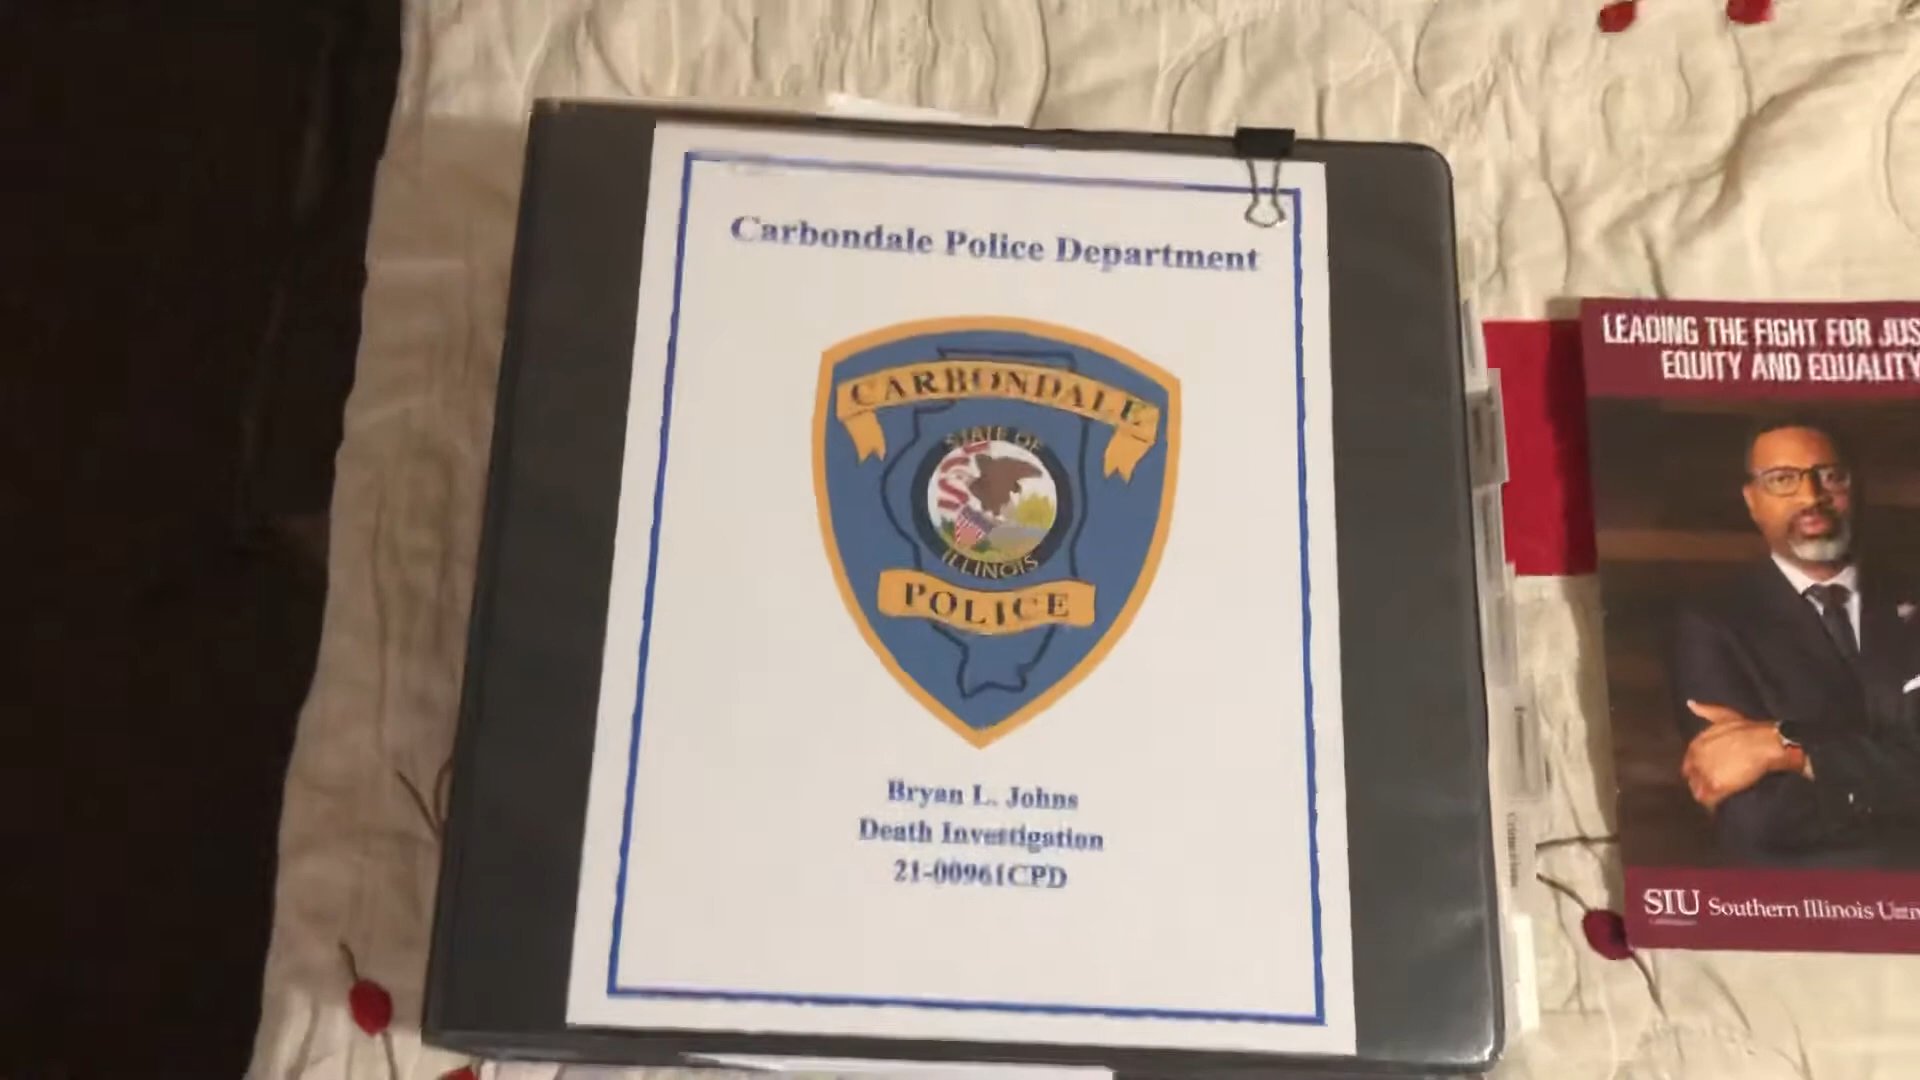 Carbondale Police Department
CARBONDALE
STATE OF
ILLINOIS
POLICE
Bryan L. Johns
Death Investigation
21-00961CPD
LEADING THE FIGHT FOR JUS
EQUITY AND EQUALITY
SIU Southern Illinois Univ